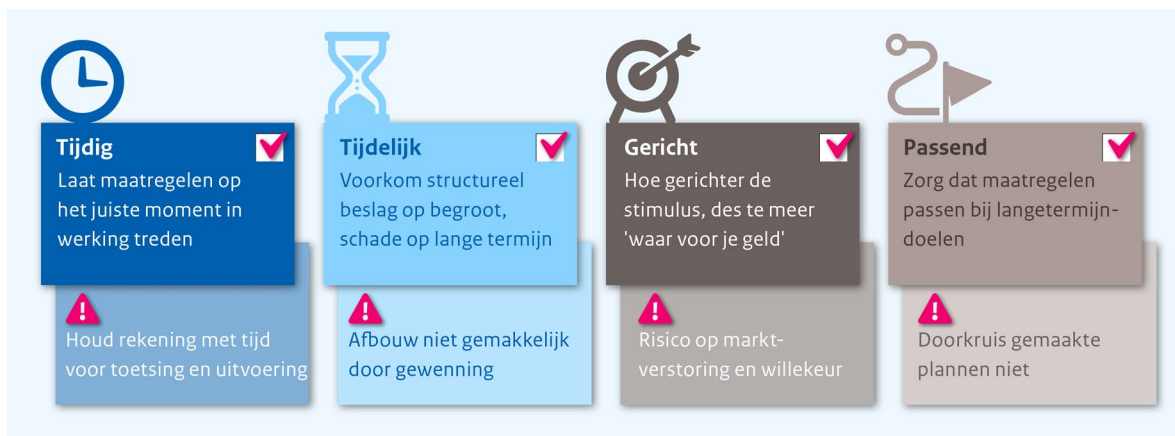 Tijdig
Laat maatregelen op
het juiste moment in
werking treden
Houd rekening met tijd
voor toetsing en uitvoering
Tijdelijk
Voorkom structureel
beslag op begroot,
schade op lange termijn
Afbouw niet gemakkelijk
door gewenning
Gericht
Hoe gerichter de
stimulus, des te meer
'waar voor je geld'
Risico op markt-
verstoring en willekeur
Passend
Zorg dat maatregelen
passen bij langetermijn-
doelen
Doorkruis gemaakte
plannen niet